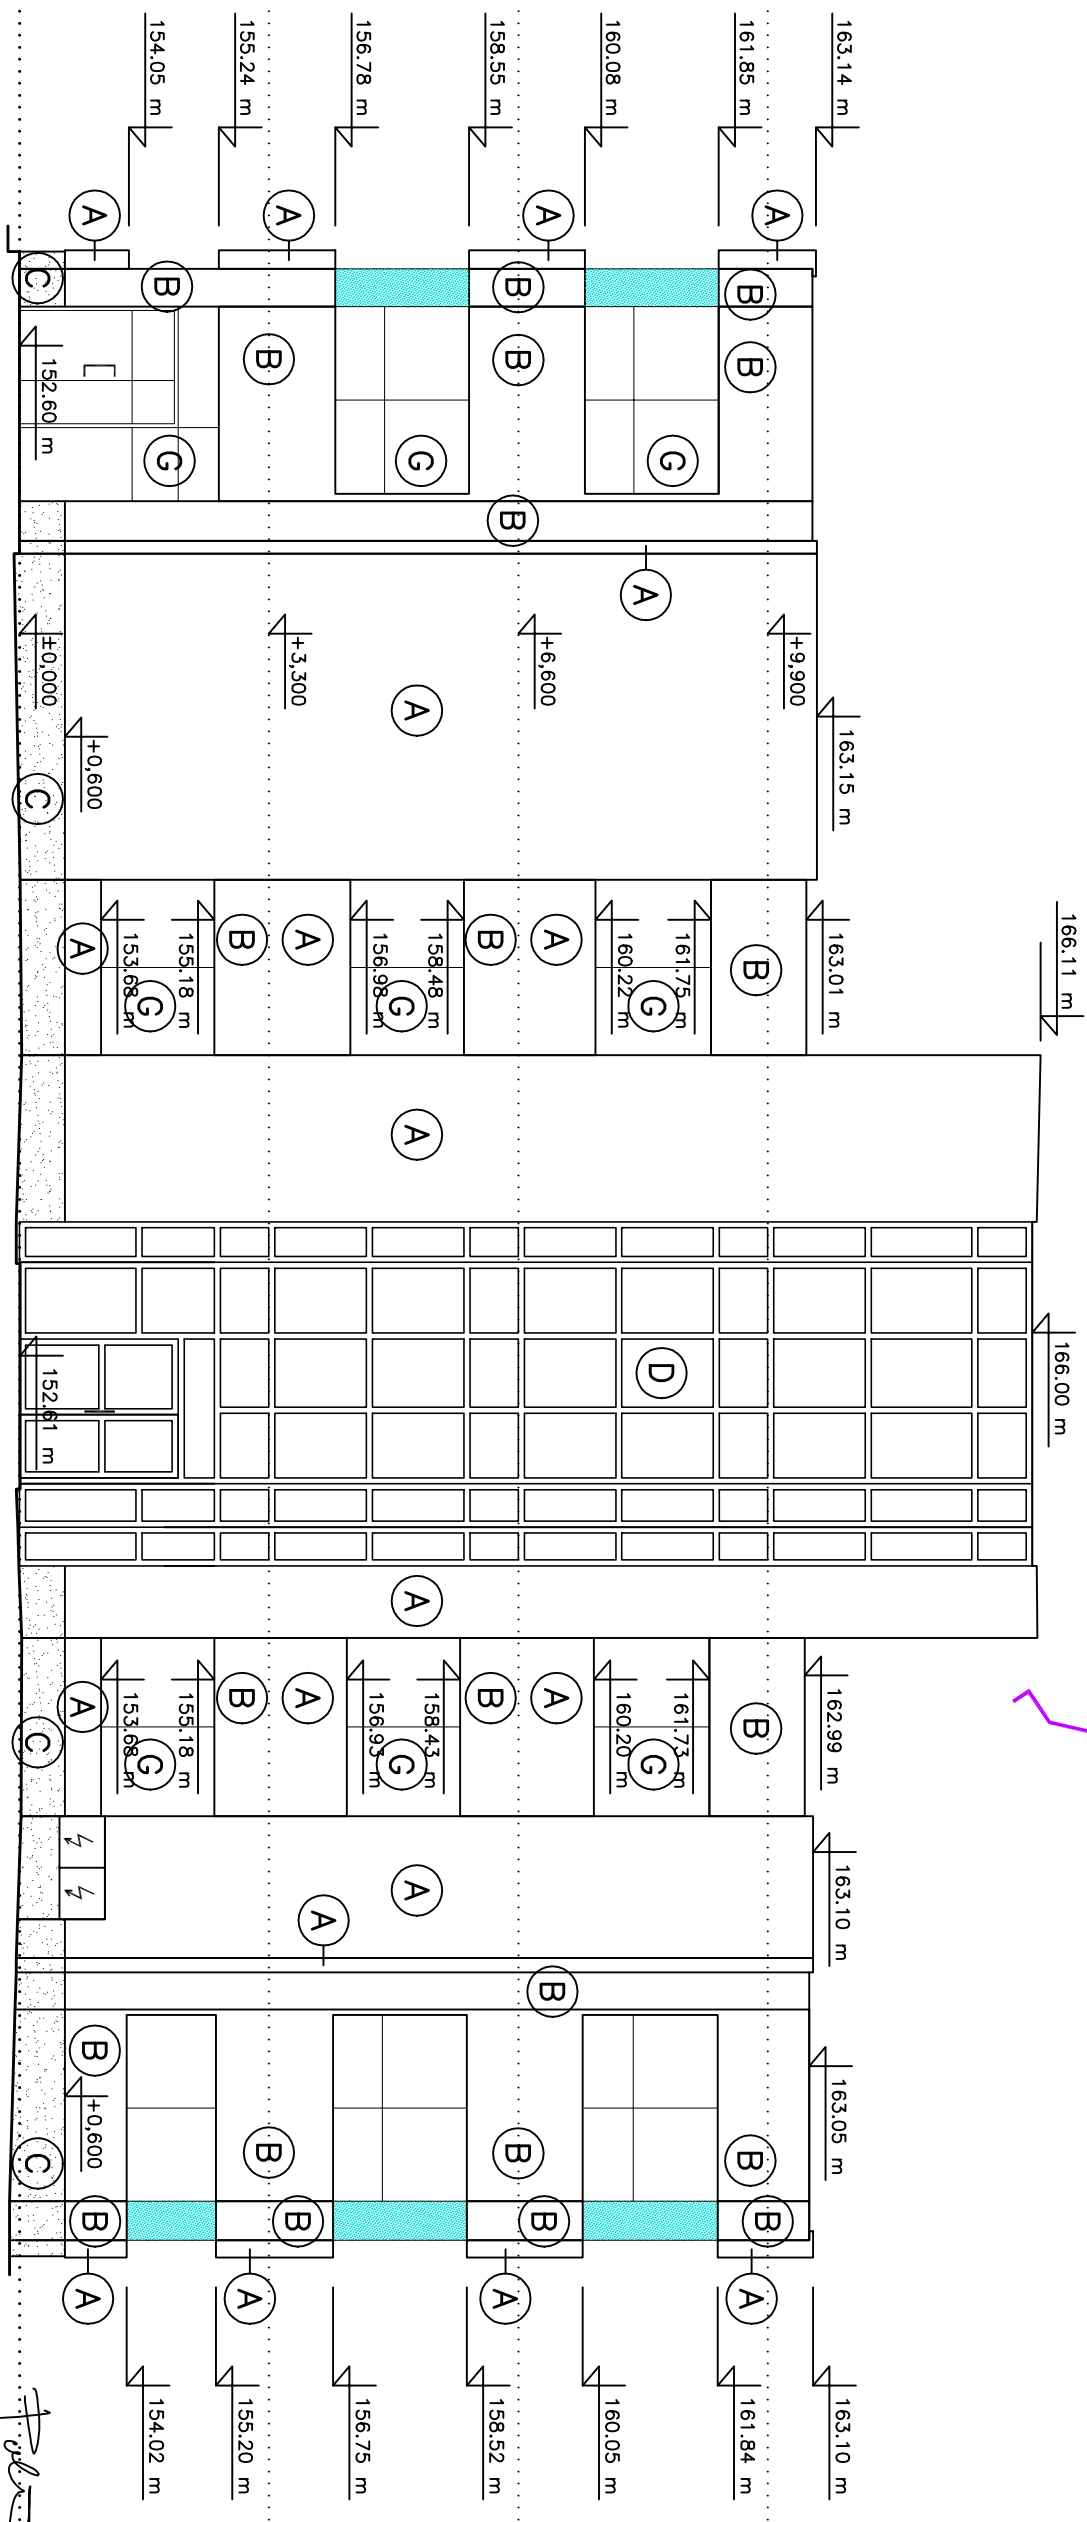 163.14 m
161.85 m
160.08 m
158.55 m
156.78 m
155.24 m
154.05 m
A
A
A
A
B
B
B
C
B
B
B
152.60 m
G
G
G
B
A
+9,900
+6,600
+3,300
±0,000
163.15 m
A
+0,600
C
163.01 m
161.75 m
160.22 m
158.48 m
156.98 m
155.18 m
153.68 m
B
A
B
A
B
A
G
G
G
166.11 m
A
166.00 m
D
152.61 m
A
162.99 m
161.73 m
160.20 m
158.43 m
156.93 m
155.18 m
153.68 m
B
A
B
A
B
A
C
G
G
G
163.10 m
A
A
B
163.05 m
B
+0,600
B
B
B
C
B
B
B
B
A
A
A
A
163.10 m
161.84 m
160.05 m
158.52 m
156.75 m
155.20 m
154.02 m